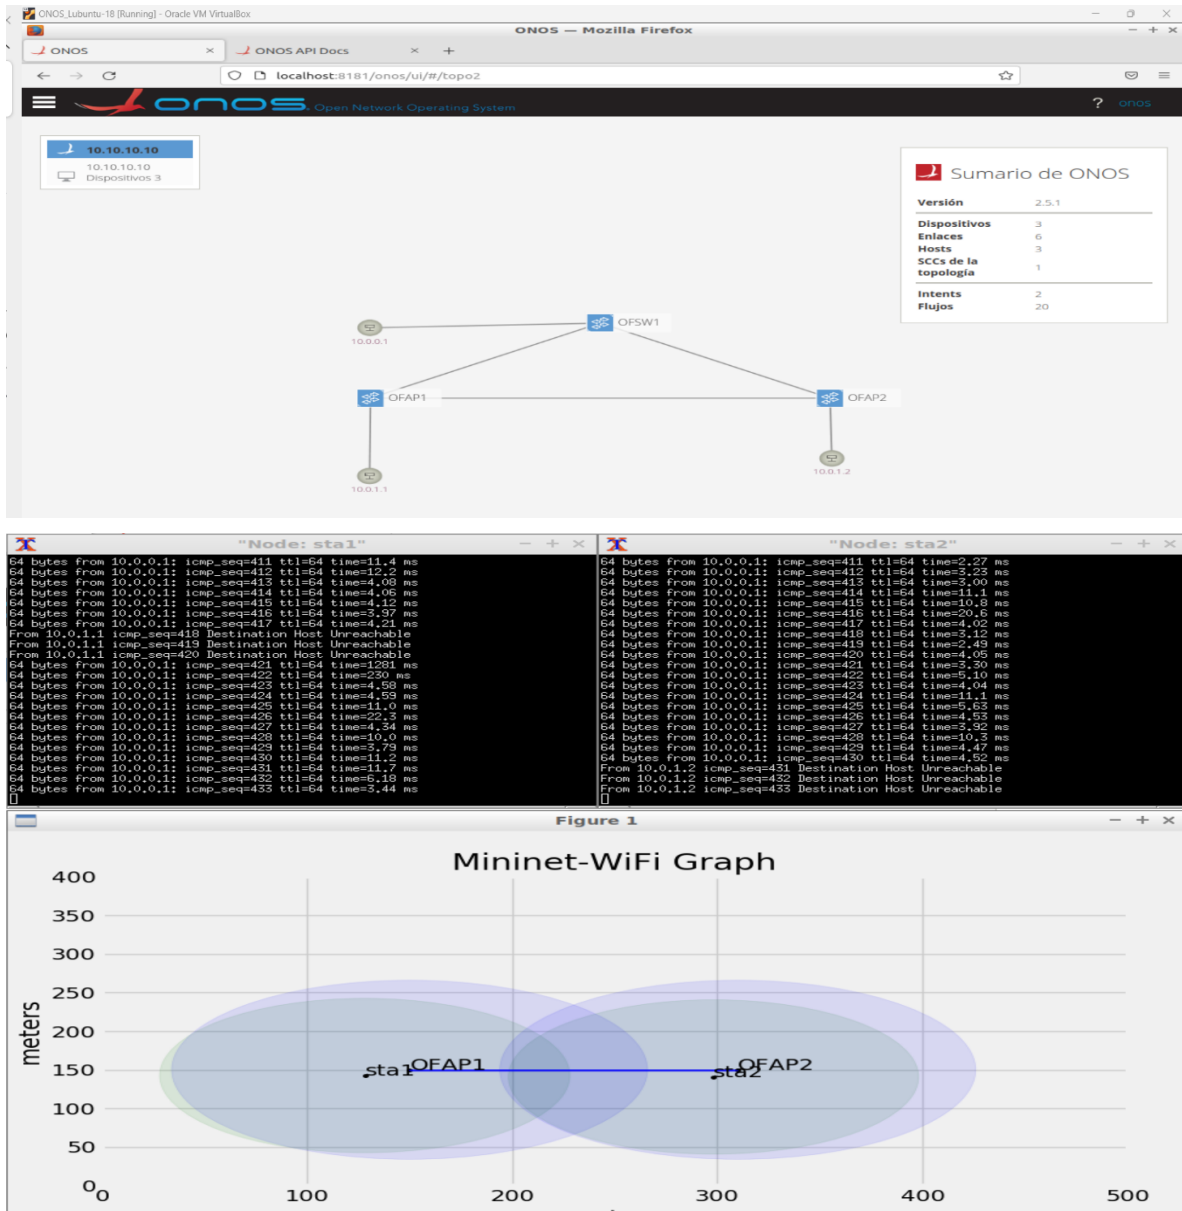 ONOS_Lubuntu-18 [Running] - Oracle VM VirtualBox
ONOS — Mozilla Firefox
ONOS
ONOS API Docs
localhost:8181/onos/ui/#/topo2
onos. Open Network Operating System
? onos
10.10.10.10
10.10.10.10
Dispositivos 3
Sumario de ONOS
Versión 2.5.1
Dispositivos 3
Enlaces 6
Hosts 3
SCCs de la topología 1
Intents 2
Flujos 20
OFSW1
10.0.0.1
OFAP1
OFAP2
10.0.1.1
10.0.1.2
"Node: sta1"
64 bytes from 10.0.0.1: icmp_seq=411 ttl=64 time=11.4 ms
64 bytes from 10.0.0.1: icmp_seq=412 ttl=64 time=12.2 ms
64 bytes from 10.0.0.1: icmp_seq=413 ttl=64 time=4.08 ms
64 bytes from 10.0.0.1: icmp_seq=414 ttl=64 time=4.06 ms
64 bytes from 10.0.0.1: icmp_seq=415 ttl=64 time=4.12 ms
64 bytes from 10.0.0.1: icmp_seq=416 ttl=64 time=3.97 ms
64 bytes from 10.0.0.1: icmp_seq=417 ttl=64 time=4.21 ms
From 10.0.1.1 icmp_seq=418 Destination Host Unreachable
From 10.0.1.1 icmp_seq=419 Destination Host Unreachable
From 10.0.1.1 icmp_seq=420 Destination Host Unreachable
64 bytes from 10.0.0.1: icmp_seq=421 ttl=64 time=1281 ms
64 bytes from 10.0.0.1: icmp_seq=422 ttl=64 time=230 ms
64 bytes from 10.0.0.1: icmp_seq=423 ttl=64 time=4.58 ms
64 bytes from 10.0.0.1: icmp_seq=424 ttl=64 time=4.59 ms
64 bytes from 10.0.0.1: icmp_seq=425 ttl=64 time=11.0 ms
64 bytes from 10.0.0.1: icmp_seq=426 ttl=64 time=22.3 ms
64 bytes from 10.0.0.1: icmp_seq=427 ttl=64 time=4.34 ms
64 bytes from 10.0.0.1: icmp_seq=428 ttl=64 time=10.0 ms
64 bytes from 10.0.0.1: icmp_seq=429 ttl=64 time=3.79 ms
64 bytes from 10.0.0.1: icmp_seq=430 ttl=64 time=11.2 ms
64 bytes from 10.0.0.1: icmp_seq=431 ttl=64 time=11.7 ms
64 bytes from 10.0.0.1: icmp_seq=432 ttl=64 time=6.18 ms
64 bytes from 10.0.0.1: icmp_seq=433 ttl=64 time=3.44 ms
"Node: sta2"
64 bytes from 10.0.0.1: icmp_seq=411 ttl=64 time=2.27 ms
64 bytes from 10.0.0.1: icmp_seq=412 ttl=64 time=3.23 ms
64 bytes from 10.0.0.1: icmp_seq=413 ttl=64 time=3.00 ms
64 bytes from 10.0.0.1: icmp_seq=414 ttl=64 time=11.1 ms
64 bytes from 10.0.0.1: icmp_seq=415 ttl=64 time=10.8 ms
64 bytes from 10.0.0.1: icmp_seq=416 ttl=64 time=20.6 ms
64 bytes from 10.0.0.1: icmp_seq=417 ttl=64 time=4.02 ms
64 bytes from 10.0.0.1: icmp_seq=418 ttl=64 time=3.12 ms
64 bytes from 10.0.0.1: icmp_seq=419 ttl=64 time=2.49 ms
64 bytes from 10.0.0.1: icmp_seq=420 ttl=64 time=4.05 ms
64 bytes from 10.0.0.1: icmp_seq=421 ttl=64 time=3.30 ms
64 bytes from 10.0.0.1: icmp_seq=422 ttl=64 time=5.10 ms
64 bytes from 10.0.0.1: icmp_seq=423 ttl=64 time=4.04 ms
64 bytes from 10.0.0.1: icmp_seq=424 ttl=64 time=11.1 ms
64 bytes from 10.0.0.1: icmp_seq=425 ttl=64 time=5.63 ms
64 bytes from 10.0.0.1: icmp_seq=426 ttl=64 time=4.53 ms
64 bytes from 10.0.0.1: icmp_seq=427 ttl=64 time=3.92 ms
64 bytes from 10.0.0.1: icmp_seq=428 ttl=64 time=10.3 ms
64 bytes from 10.0.0.1: icmp_seq=429 ttl=64 time=4.47 ms
64 bytes from 10.0.0.1: icmp_seq=430 ttl=64 time=4.52 ms
From 10.0.1.2 icmp_seq=431 Destination Host Unreachable
From 10.0.1.2 icmp_seq=432 Destination Host Unreachable
From 10.0.1.2 icmp_seq=433 Destination Host Unreachable
Figure 1
Mininet-WiFi Graph
400
350
300
250
200
150
100
50
0
meters
sta1
OFAP1
sta2
OFAP2
0
100
200
300
400
500